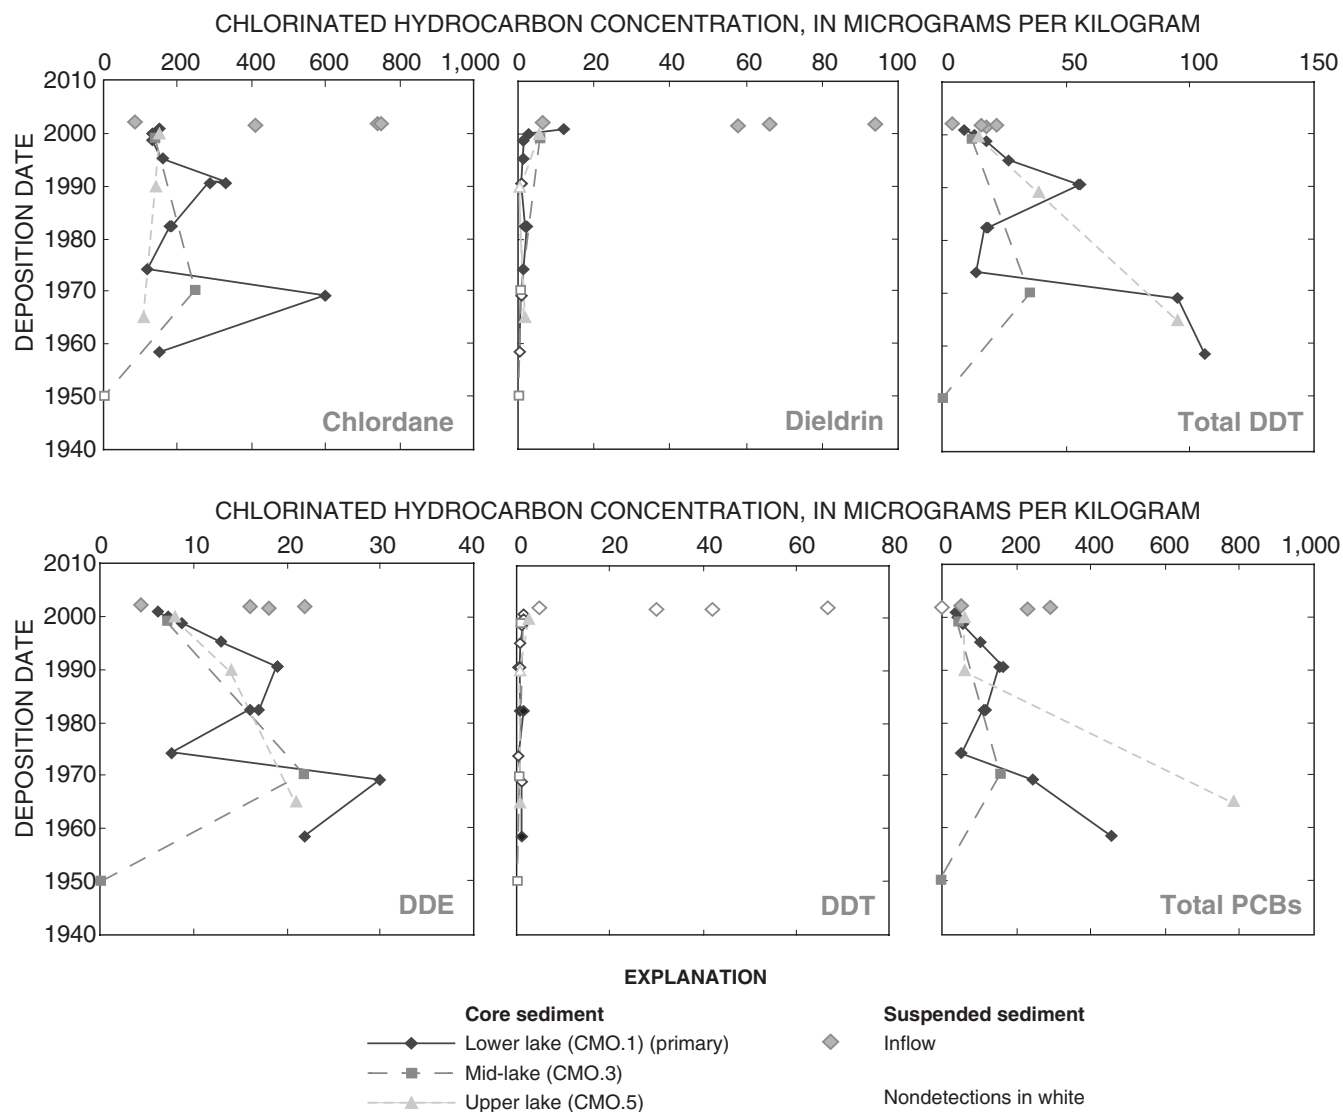 CHLORINATED HYDROCARBON CONCENTRATION, IN MICROGRAMS PER KILOGRAM
0 200 400 600 800 1,000 0 20 40 60 80 100 0 50 100 150
DEPOSITION DATE
2010
2000
1990
1980
1970
1960
1950
1940
Chlordane
Dieldrin
Total DDT
CHLORINATED HYDROCARBON CONCENTRATION, IN MICROGRAMS PER KILOGRAM
0 10 20 30 40 0 20 40 60 80 0 200 400 600 800 1,000
DEPOSITION DATE
2010
2000
1990
1980
1970
1960
1950
1940
DDE
DDT
Total PCBs
EXPLANATION
Core sediment
Lower lake (CMO.1) (primary)
Mid-lake (CMO.3)
Upper lake (CMO.5)
Suspended sediment
Inflow
Nondetections in white